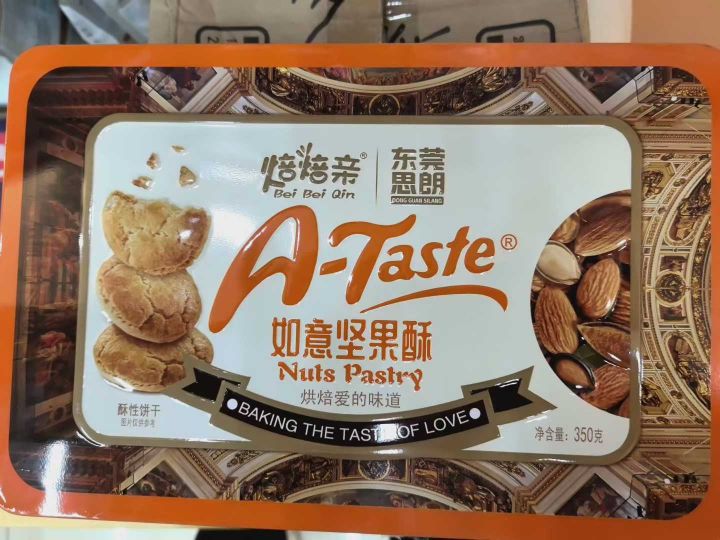 焙焙亲®
Bei Bei Qin
东莞
思朗
DONG GUAN SILANG
A-Taste®
如意坚果酥
Nuts Pastry
烘焙爱的味道
BAKING THE TASTE OF LOVE
酥性饼干
图片仅供参考
净含量：350克